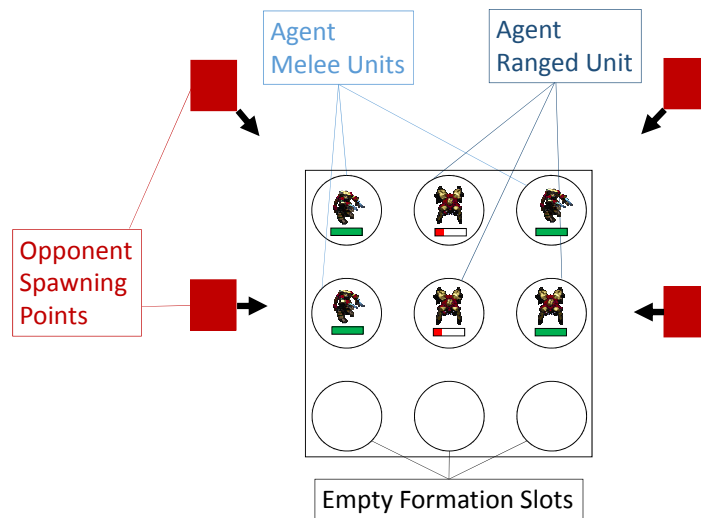 Agent
Melee Units
Agent
Ranged Unit
Opponent
Spawning
Points
Empty Formation Slots